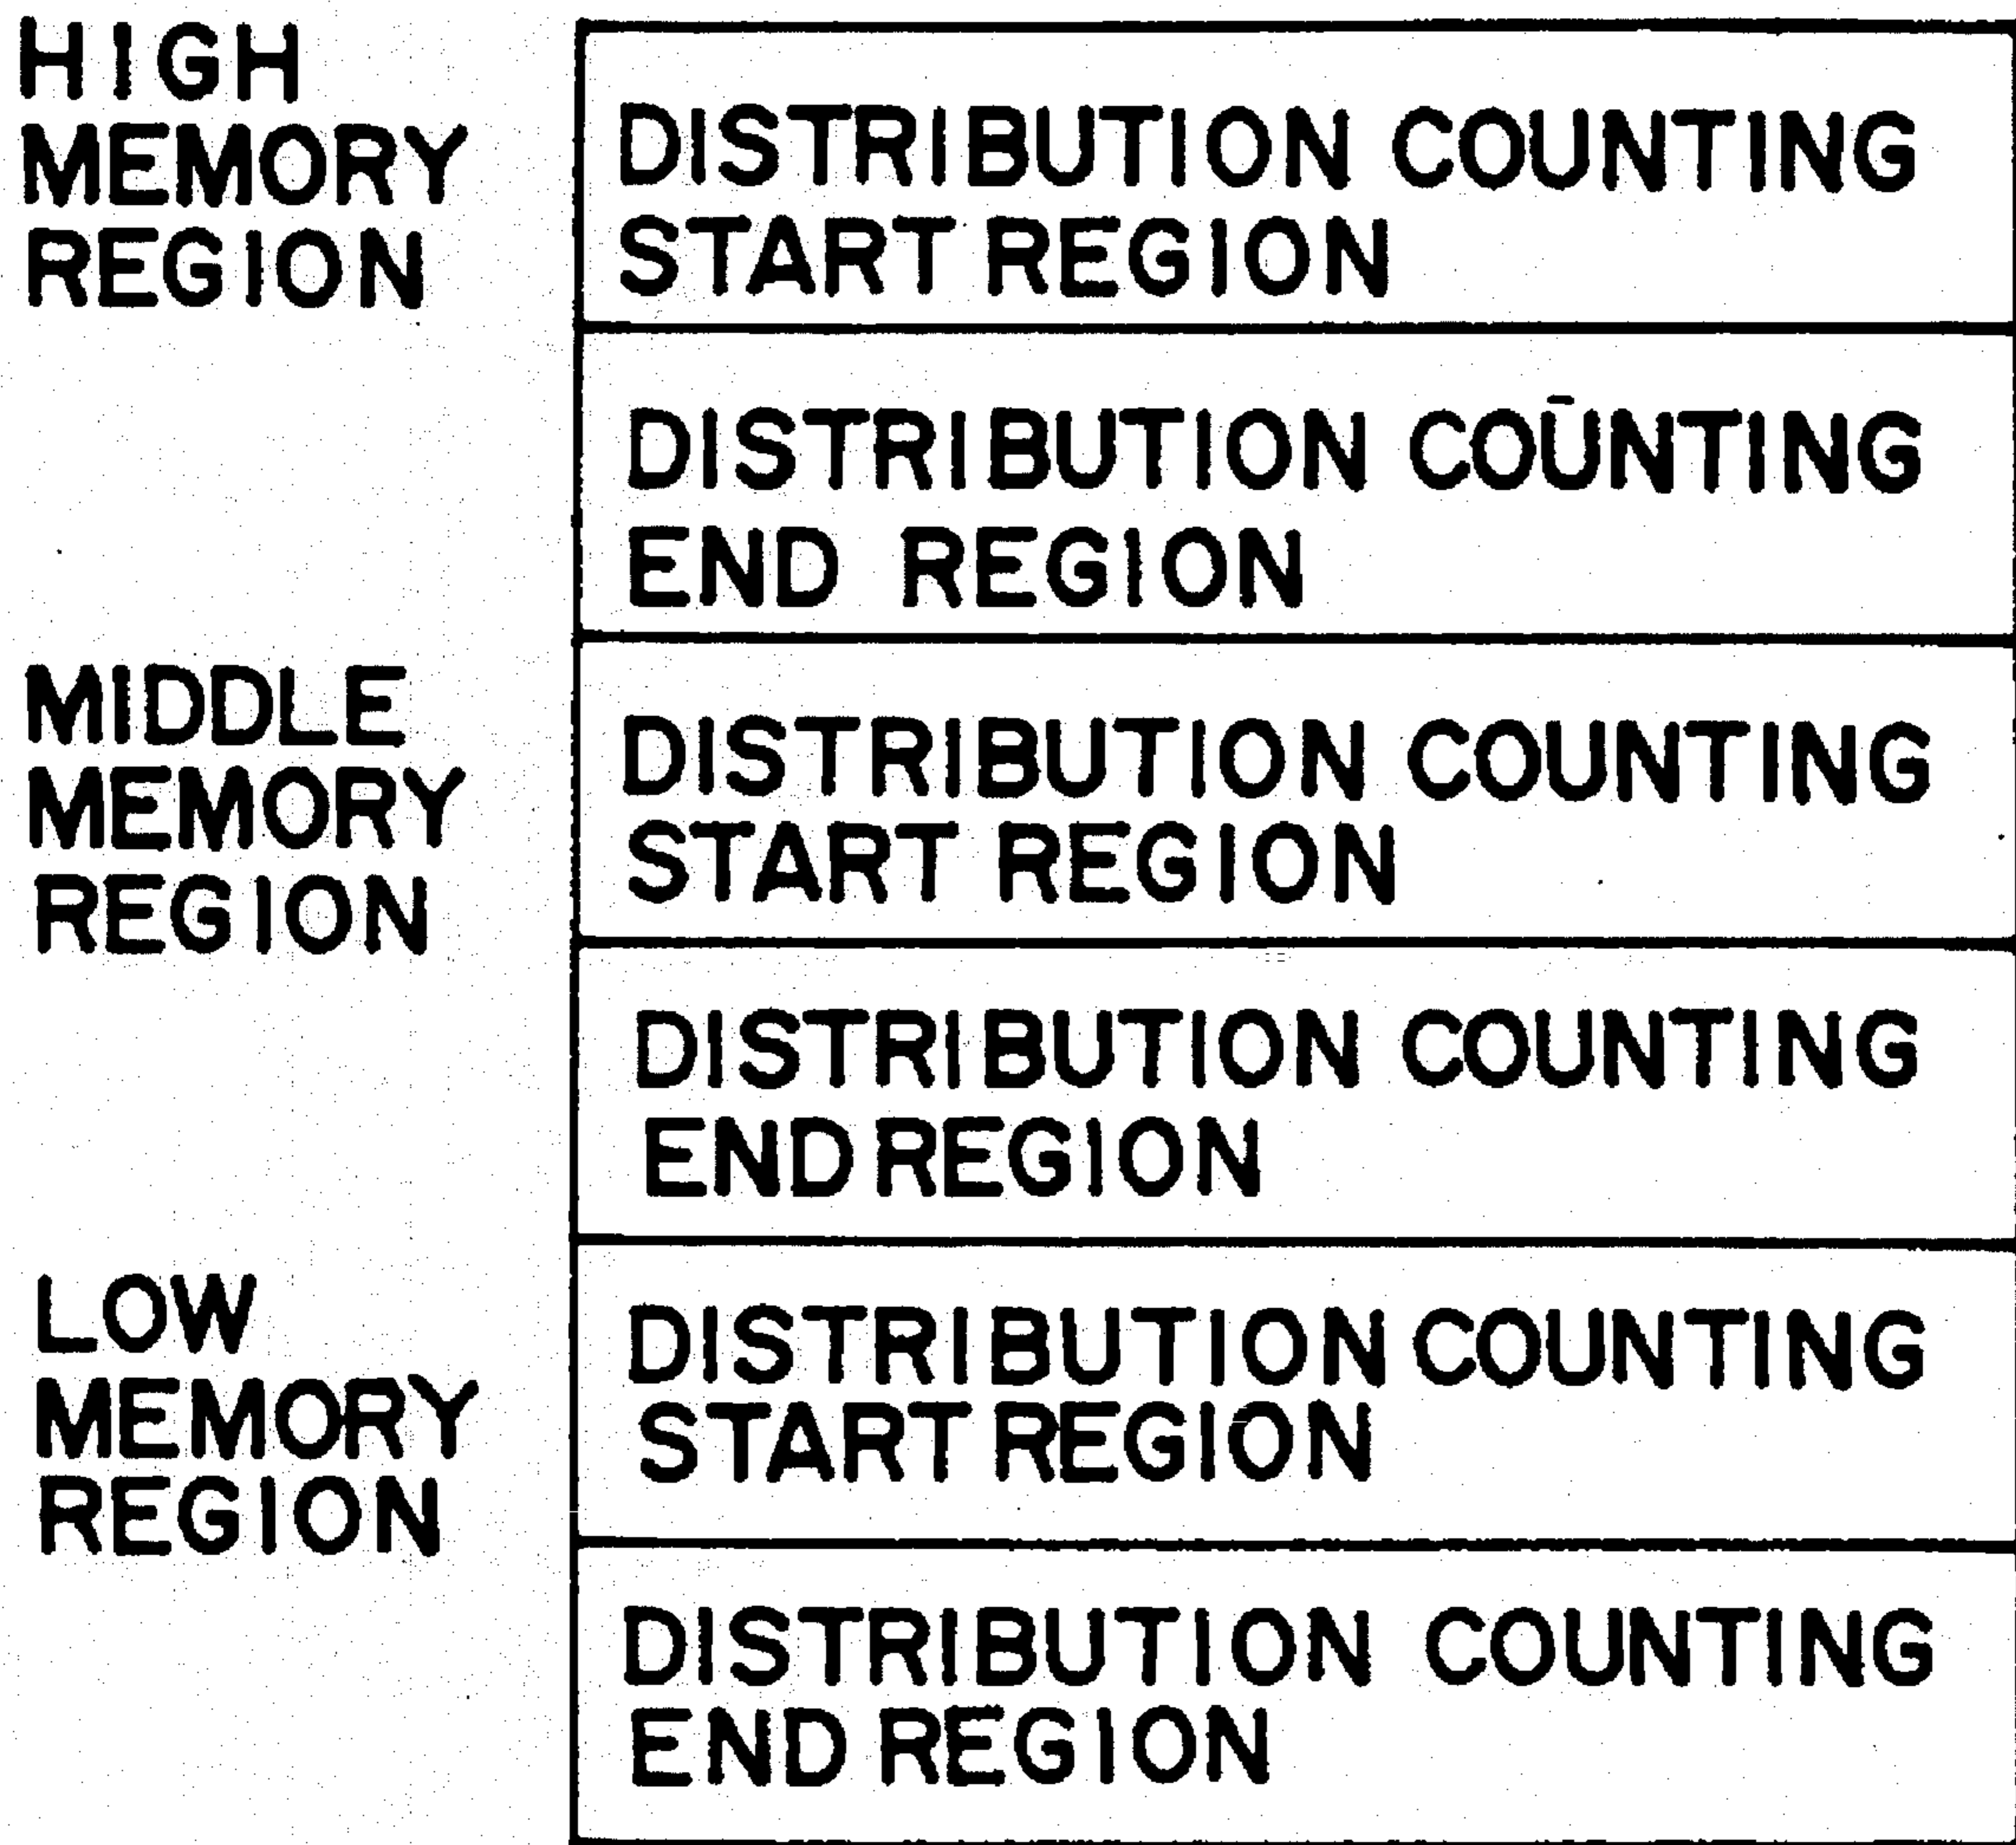 HIGH
MEMORY
REGION
DISTRIBUTION COUNTING
START REGION
DISTRIBUTION COUNTING
END REGION
MIDDLE
MEMORY
REGION
DISTRIBUTION COUNTING
START REGION
DISTRIBUTION COUNTING
END REGION
LOW
MEMORY
REGION
DISTRIBUTION COUNTING
START REGION
DISTRIBUTION COUNTING
END REGION